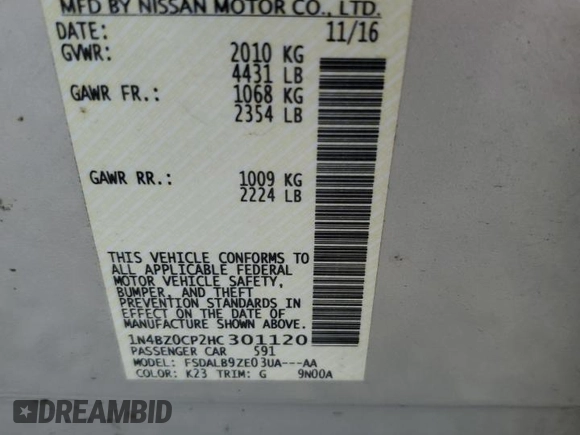 MFD BY NISSAN MOTOR CO., LTD.
DATE: 11/16
GVWR: 2010 KG
4431 LB
GAWR FR.: 1068 KG
2354 LB
GAWR RR.: 1009 KG
2224 LB
THIS VEHICLE CONFORMS TO
ALL APPLICABLE FEDERAL
MOTOR VEHICLE SAFETY,
BUMPER, AND THEFT
PREVENTION STANDARDS IN
EFFECT ON THE DATE OF
MANUFACTURE SHOWN ABOVE.
1N4BZ0CP2HC301120
PASSENGER CAR 591
MODEL: FSDALB9ZE03UA---AA
COLOR: K23 TRIM: G 9N00A
DREAMBID